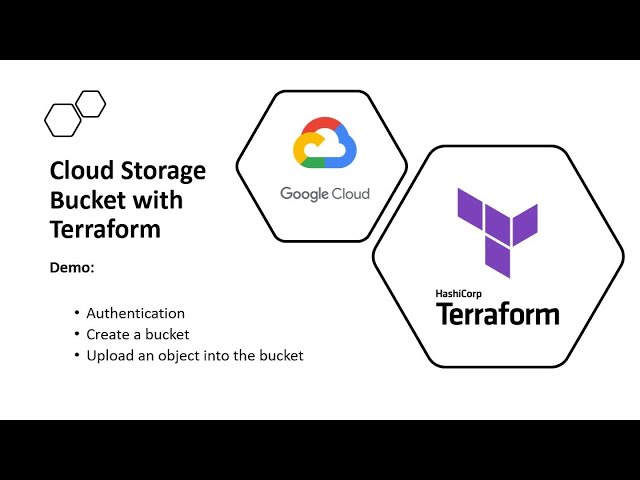 Cloud Storage
Bucket with
Terraform
Demo:
• Authentication
• Create a bucket
• Upload an object into the bucket
Google Cloud
HashiCorp
Terraform